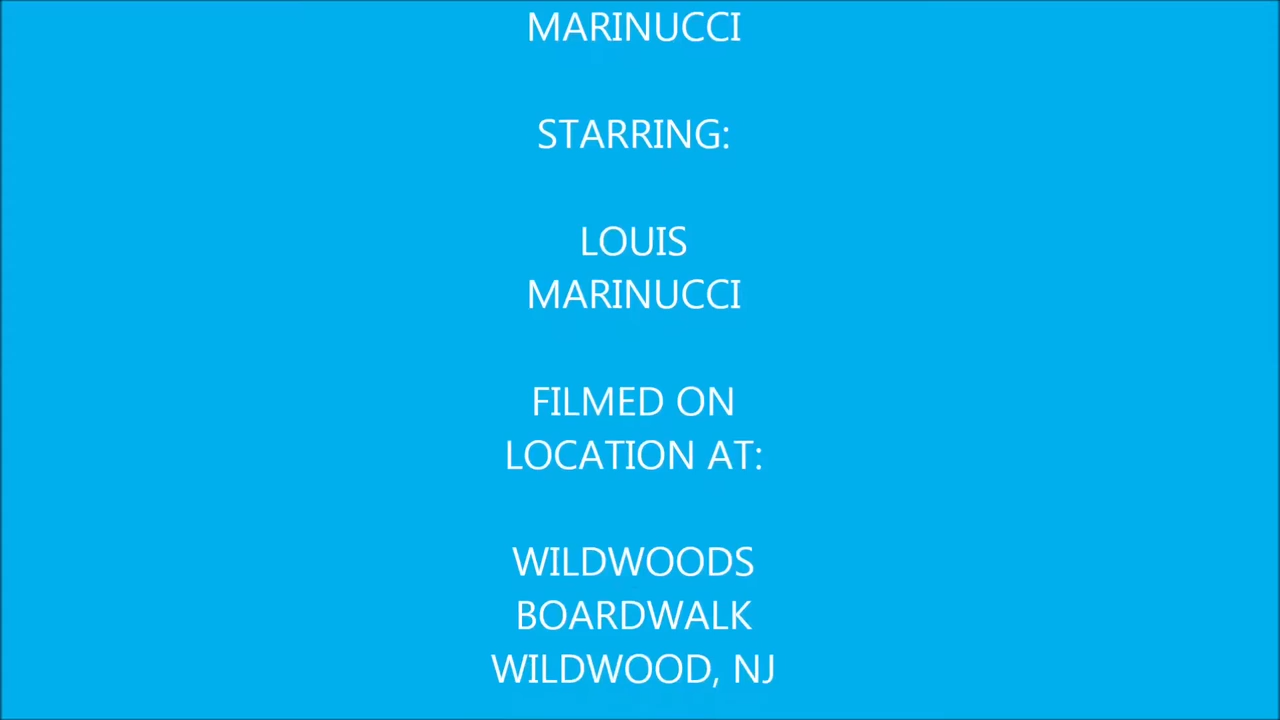 MARINUCCI
STARRING:
LOUIS
MARINUCCI
FILMED ON
LOCATION AT:
WILDWOODS
BOARDWALK
WILDWOOD, NJ